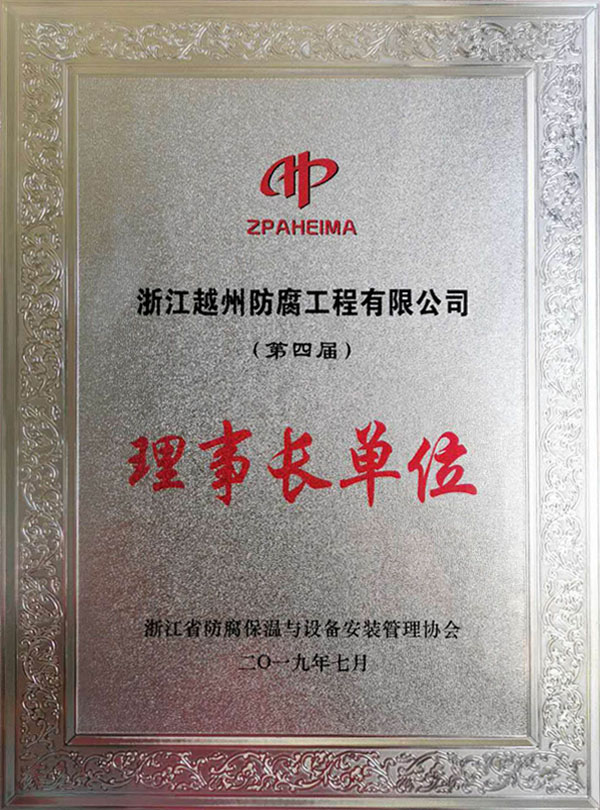 ZPAHEIMA
浙江越州防腐工程有限公司
（第四届）
理事长单位
浙江省防腐保温与设备安装管理协会
二〇一九年七月